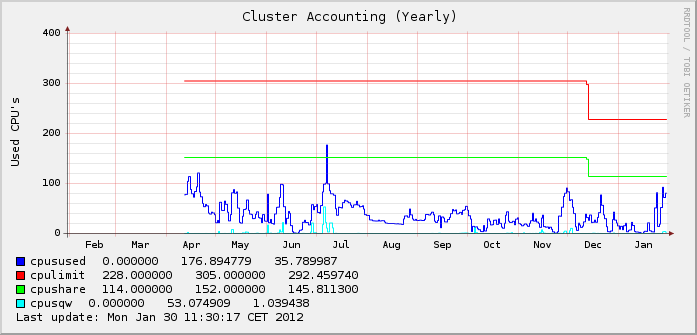 Cluster Accounting (Yearly)
RRDTOOL / TOBI OETIKER
Used CPU's
400
300
200
100
0
Feb Mar Apr May Jun Jul Aug Sep Oct Nov Dec Jan
cpusused 0.000000 176.894779 35.789987
cpulimit 228.000000 305.000000 292.459740
cpushare 114.000000 152.000000 145.811300
cpusqw 0.000000 53.074909 1.039438
Last update: Mon Jan 30 11:30:17 CET 2012